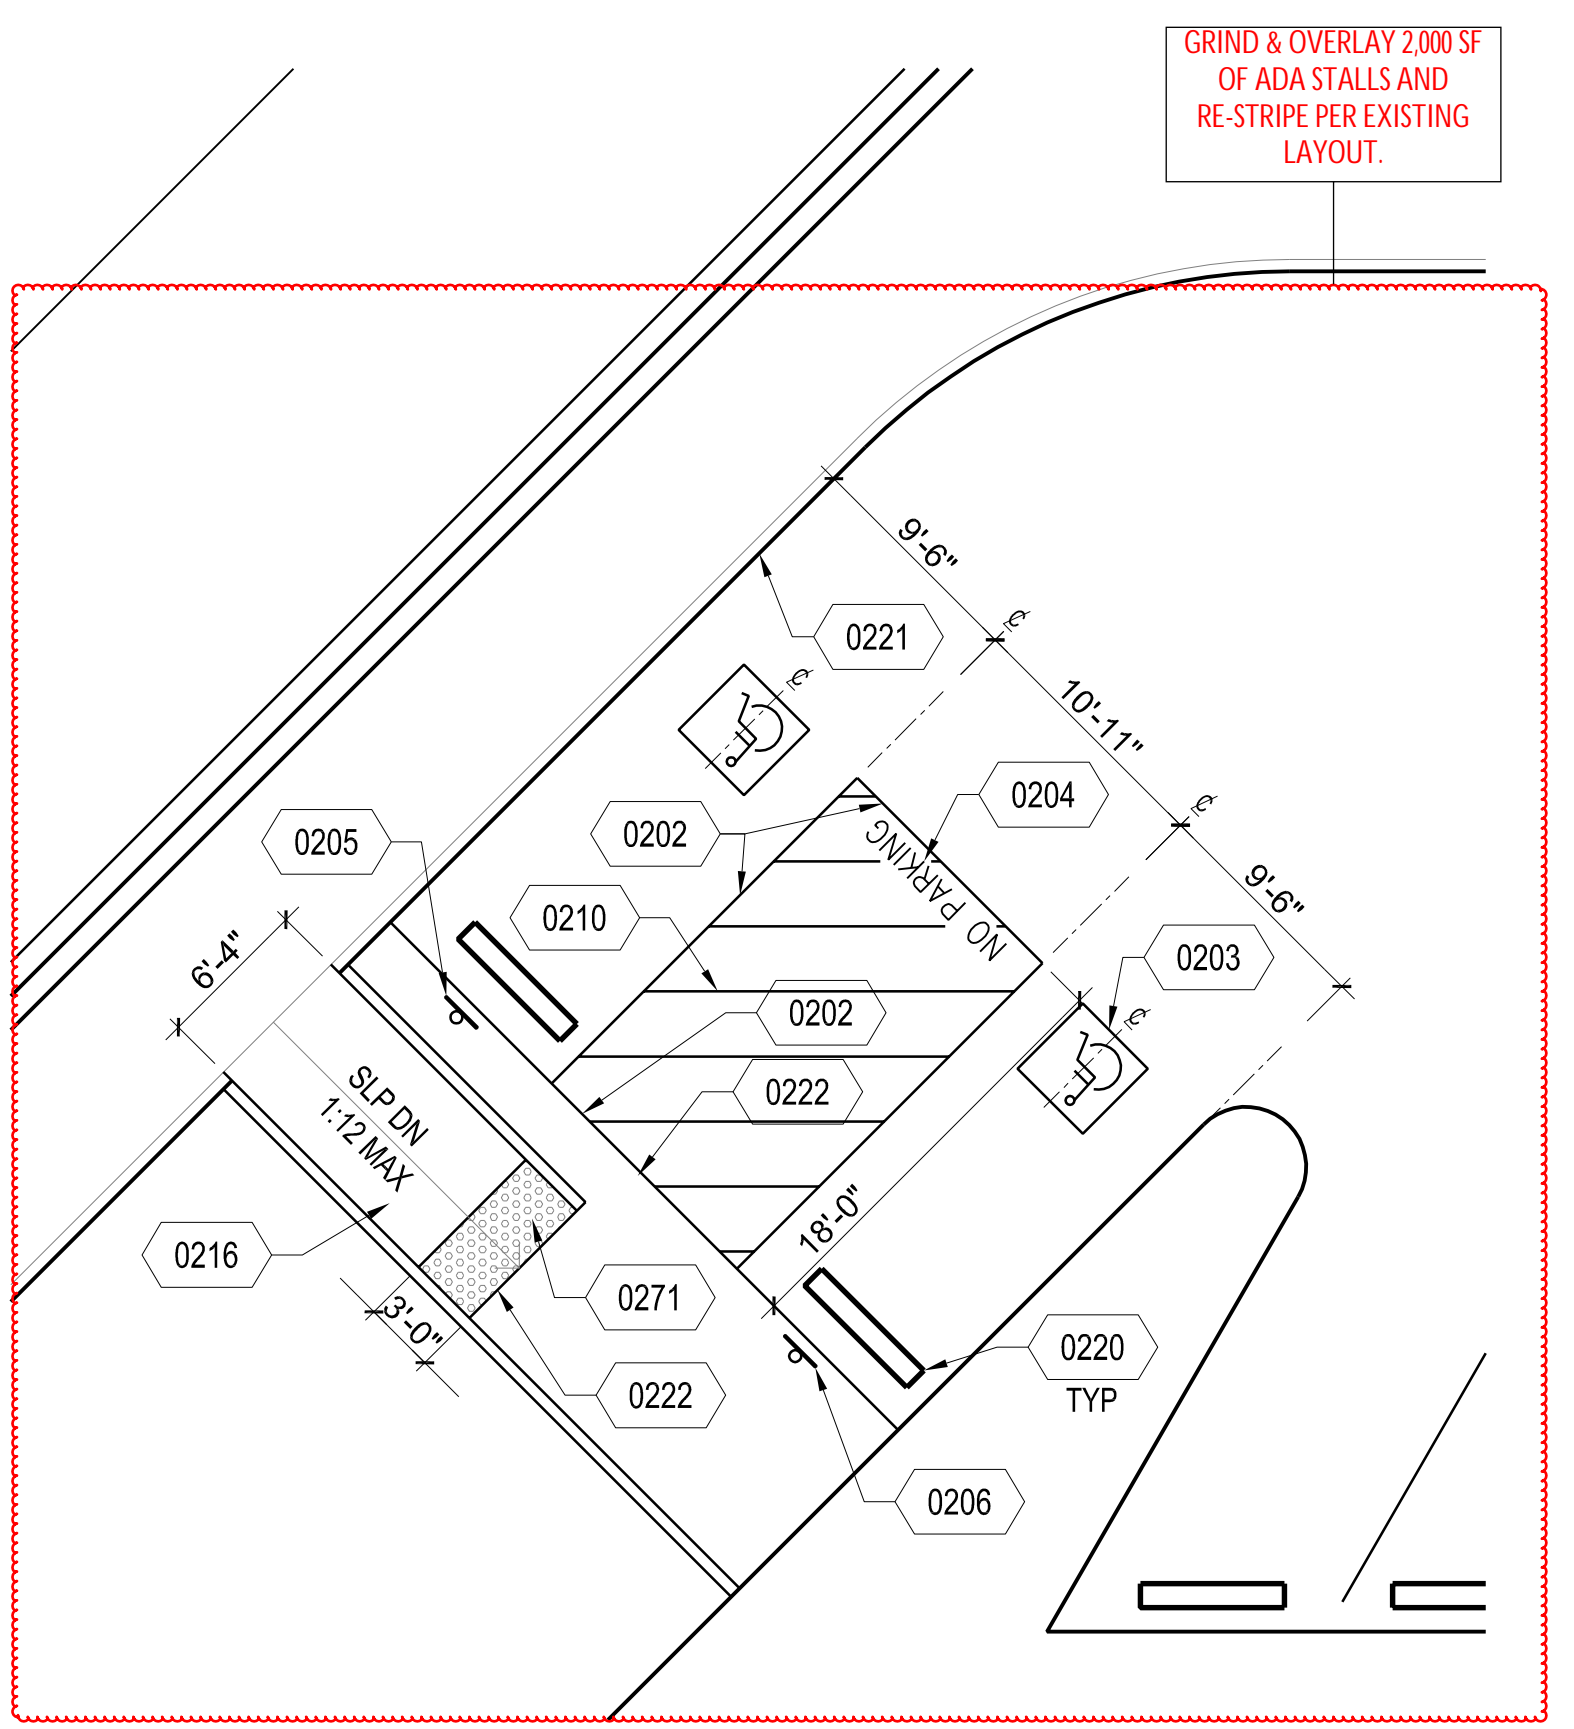 GRIND & OVERLAY 2,000 SF
OF ADA STALLS AND
RE-STRIPE PER EXISTING
LAYOUT.
9'-6"
℄
0221
℄
10'-11"
0204
℄
0202
0205
NO PARKING
9'-6"
0210
6'-4"
0203
0202
℄
0222
SLP DN
1:12 MAX
18'-0"
0216
0271
3'-0"
0220
TYP
0222
0206